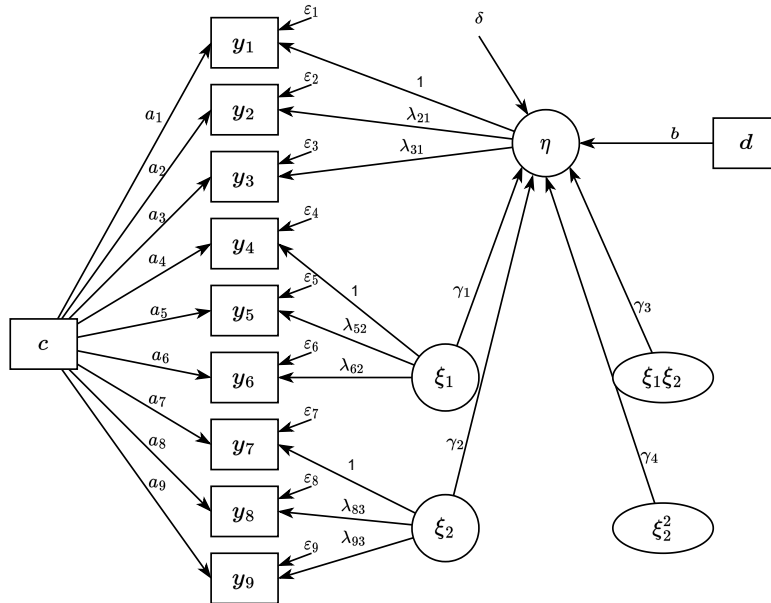 ε₁
y₁
δ
a₁
1
ε₂
y₂
λ₂₁
b
d
η
a₂
ε₃
y₃
λ₃₁
a₃
ε₄
y₄
a₄
ε₅
1
γ₁
γ₃
a₅
y₅
λ₅₂
c
a₆
ε₆
y₆
λ₆₂
ξ₁
ξ₁ξ₂
a₇
ε₇
y₇
a₈
1
γ₂
γ₄
a₉
ε₈
y₈
λ₈₃
ξ₂
ξ₂²
λ₉₃
ε₉
y₉